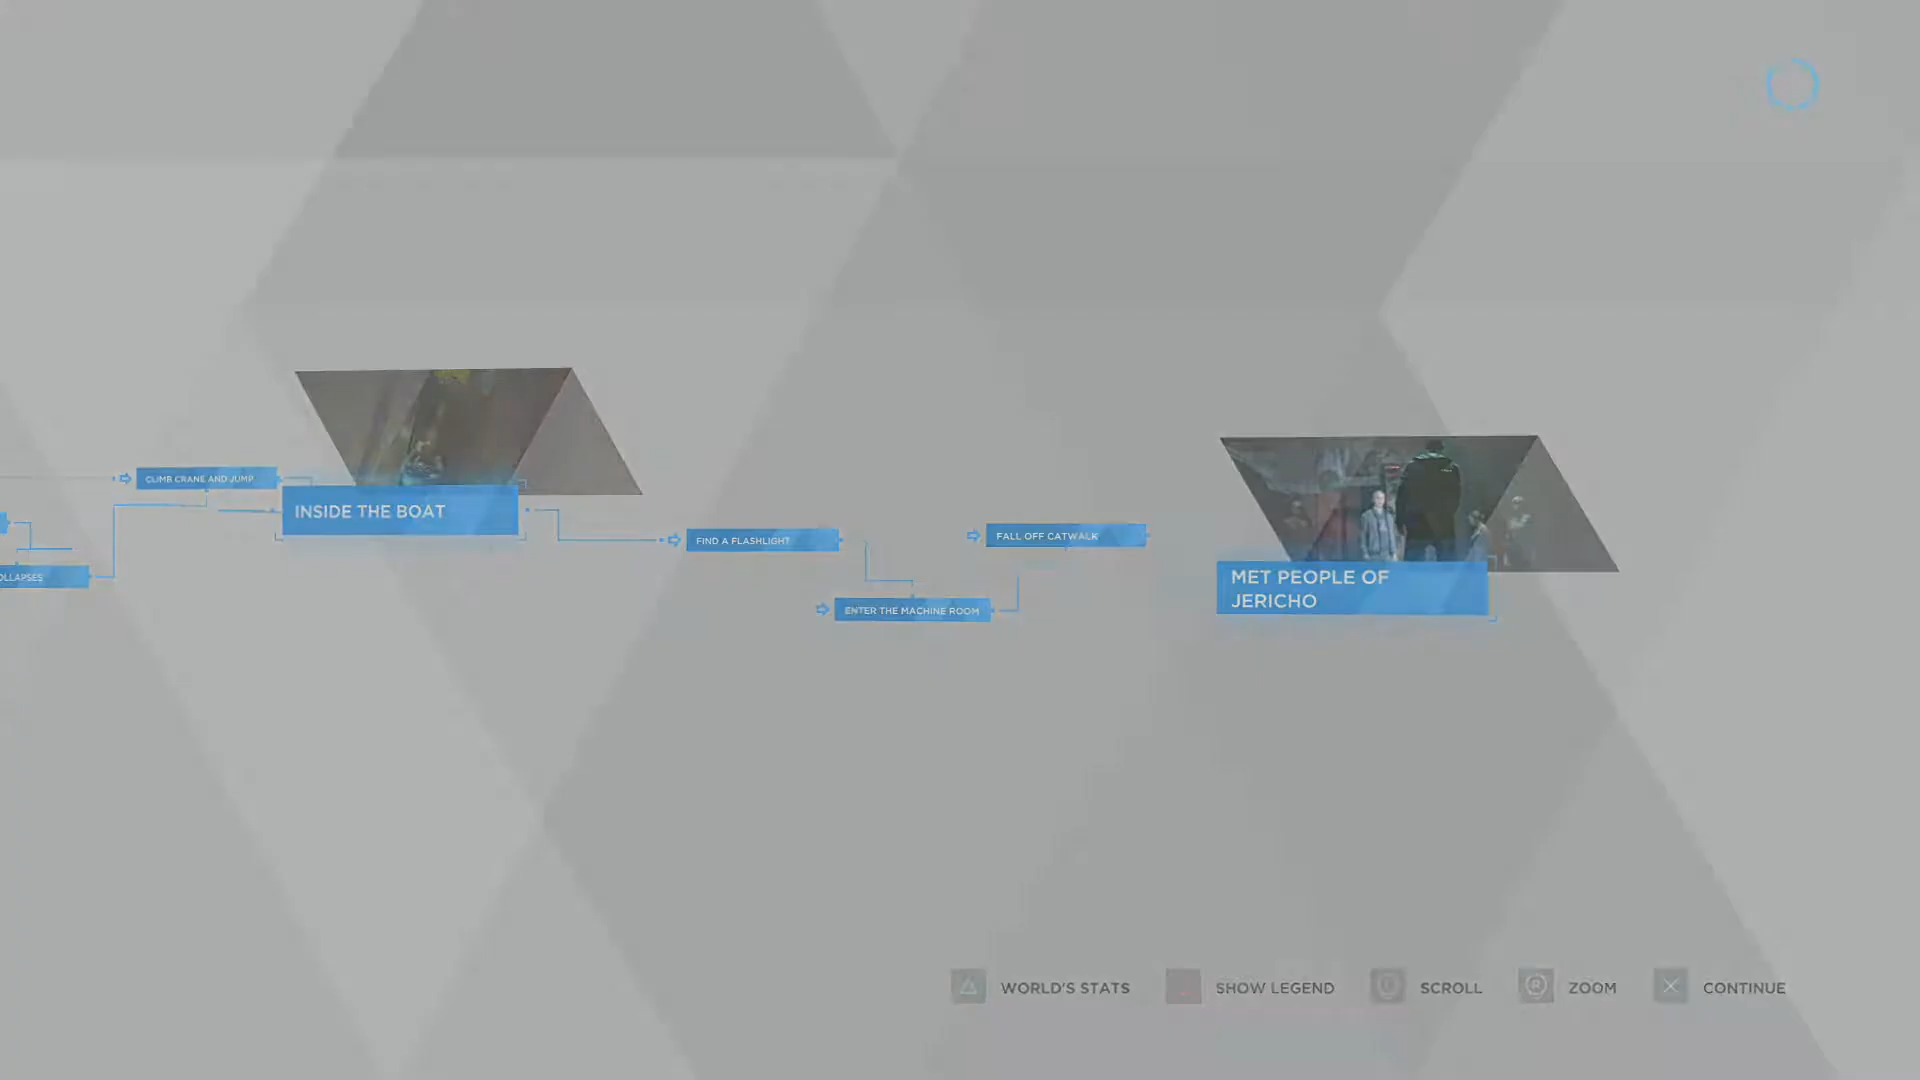 CLIMB CRANE AND JUMP
INSIDE THE BOAT
OLLAPSES
FIND A FLASHLIGHT
ENTER THE MACHINE ROOM
FALL OFF CATWALK
MET PEOPLE OF
JERICHO
WORLD'S STATS
SHOW LEGEND
SCROLL
R
ZOOM
CONTINUE